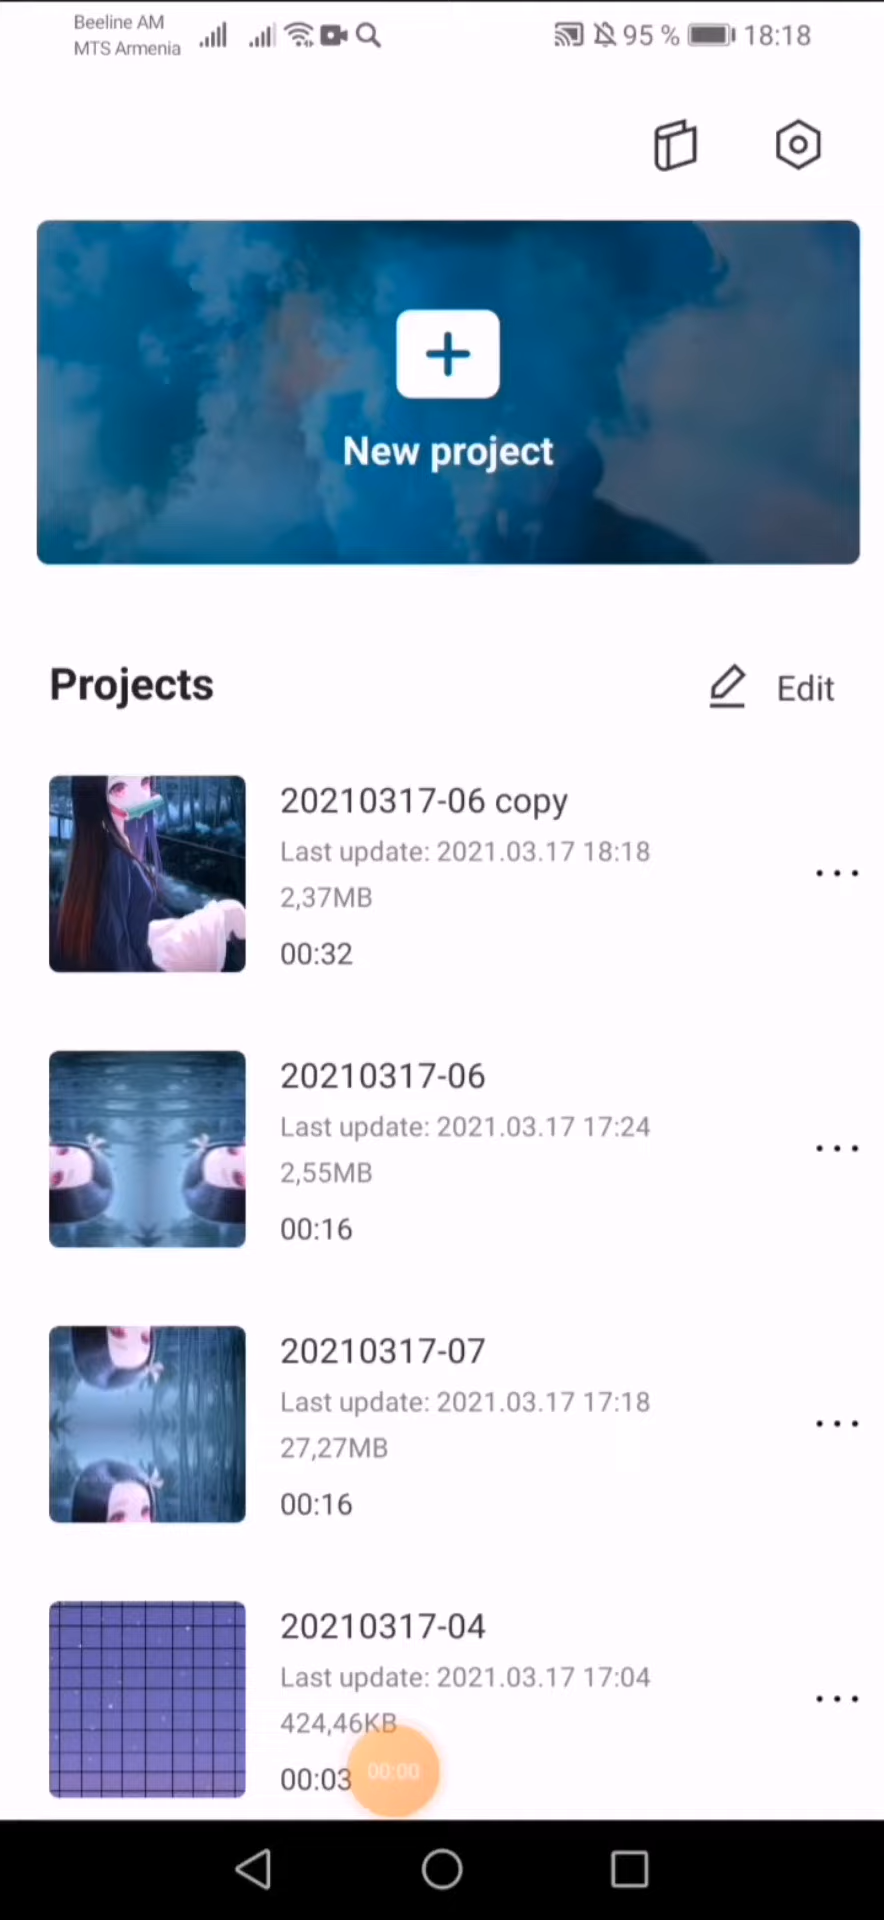 Beeline AM
MTS Armenia
95 %
18:18
New project
Projects
Edit
20210317-06 copy
Last update: 2021.03.17 18:18
2,37MB
00:32
20210317-06
Last update: 2021.03.17 17:24
2,55MB
00:16
20210317-07
Last update: 2021.03.17 17:18
27,27MB
00:16
20210317-04
Last update: 2021.03.17 17:04
424,46KB
00:03
00:00